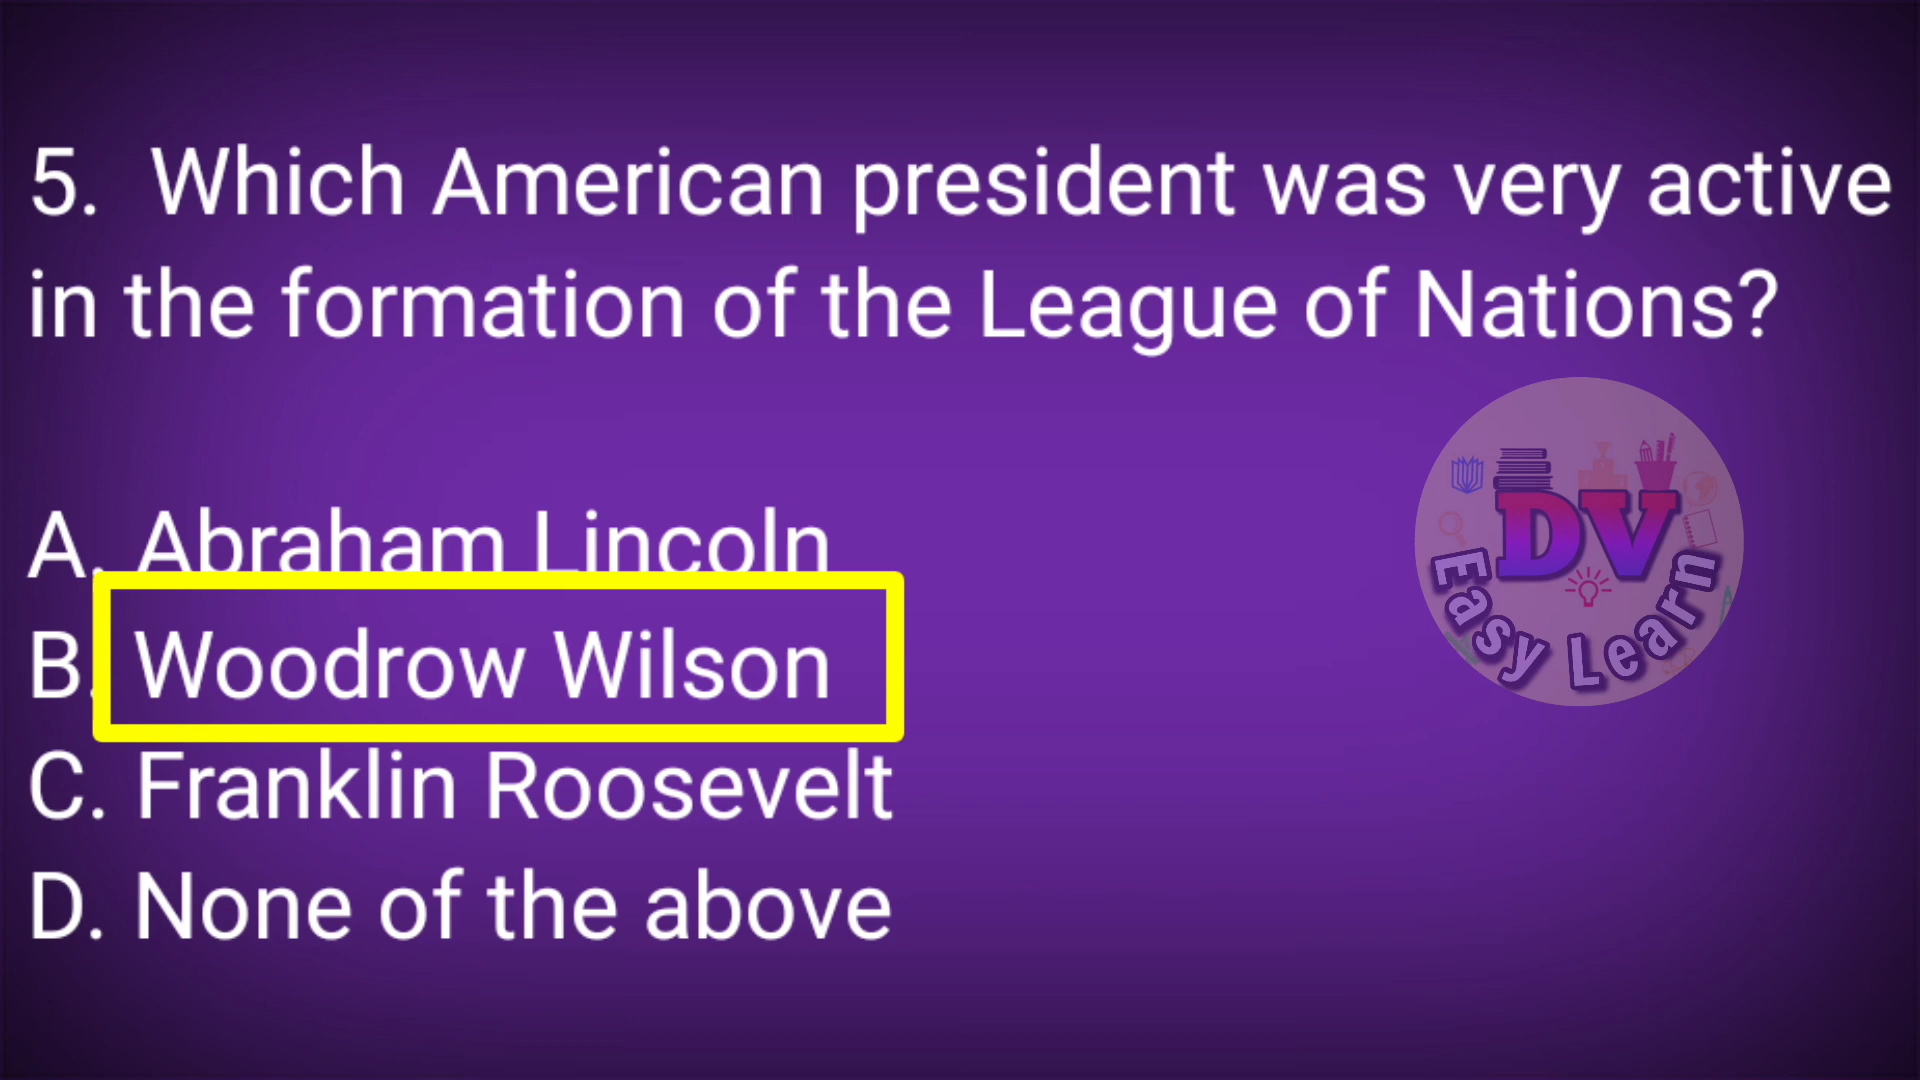 5. Which American president was very active
in the formation of the League of Nations?
A. Abraham Lincoln
B. Woodrow Wilson
C. Franklin Roosevelt
D. None of the above
DV
Easy Learn